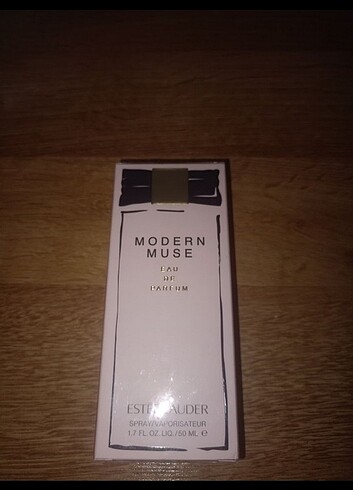 MODERN
MUSE
EAU
DE
PARFUM
ESTĒE LAUDER
SPRAY/VAPORISATEUR
1.7 FL.OZ.LIQ./50 ML ℮